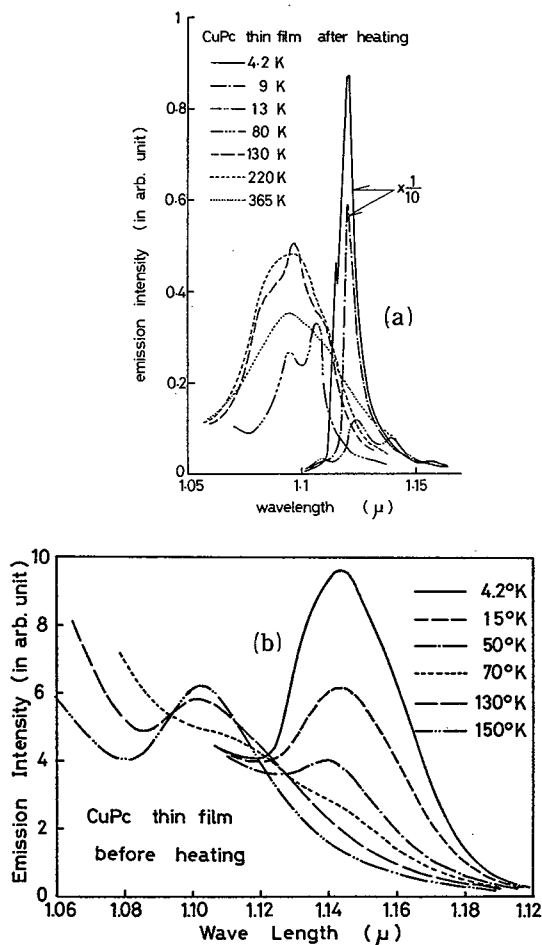 CuPc thin film after heating
4.2 K
9 K
13 K
80 K
130 K
220 K
365 K
1
0.8
0.6
0.4
0.2
0
emission intensity (in arb. unit)
× 1/10
(a)
1.05
1.1
1.15
wavelength (μ)
10
8
6
4
2
0
Emission Intensity (in arb. unit)
(b)
4.2°K
15°K
50°K
70°K
130°K
150°K
CuPc thin film
before heating
1.06
1.08
1.10
1.12
1.14
1.16
1.12
Wave Length (μ)